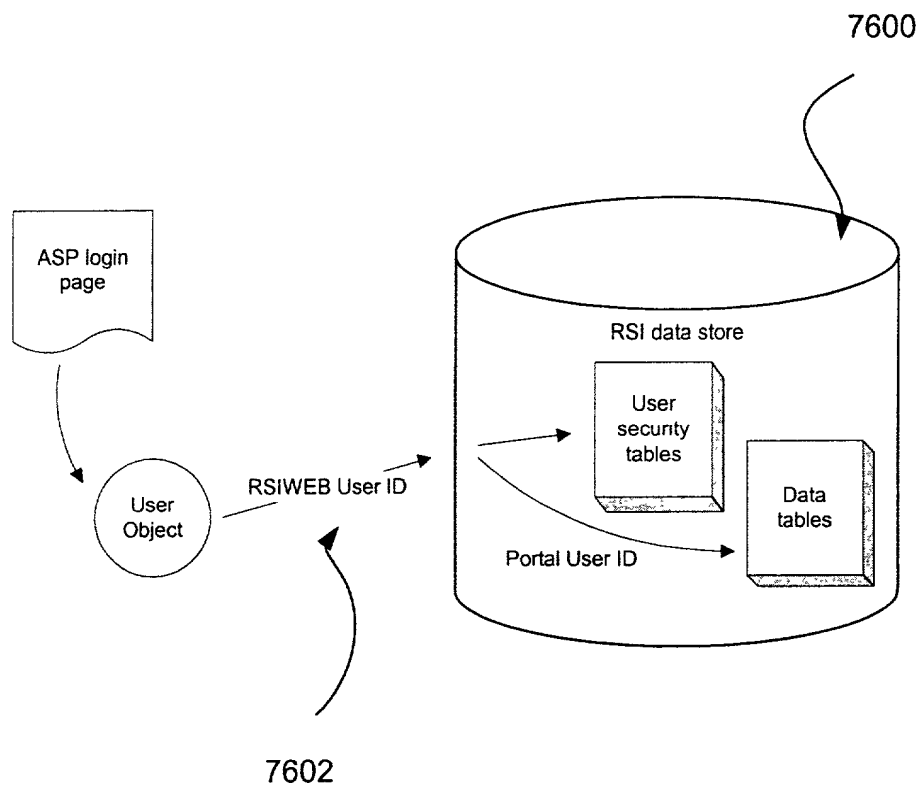 7600
ASP login
page
RSI data store
User
security
tables
RSIWEB User ID
User
Object
Data
tables
Portal User ID
7602